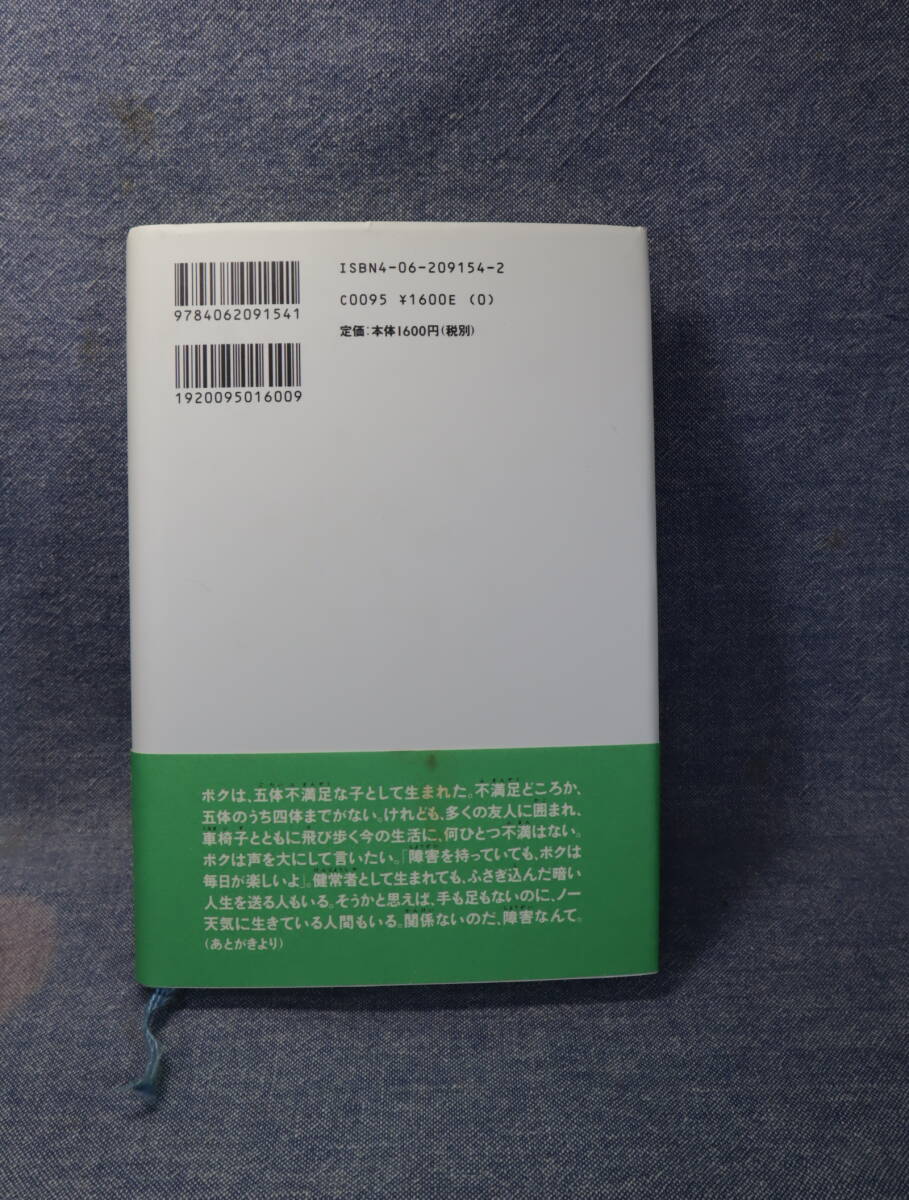 ISBN4-06-209154-2
C0095 ¥1600E (0)
定価:本体1600円(税別)
9784062091541
1920095016009
ボクは、五体不満足な子として生まれた。不満足どころか、
五体のうち四体までがない。けれども、多くの友人に囲まれ、
車椅子とともに飛び歩く今の生活に、何ひとつ不満はない。
ボクは声を大にして言いたい。「障害を持っていても、ボクは
毎日が楽しいよ」。健常者として生まれても、ふさぎ込んだ暗い
人生を送る人もいる。そうかと思えば、手も足もないのに、ノー
天気に生きている人間もいる。関係ないのだ、障害なんて。
(あとがきより)